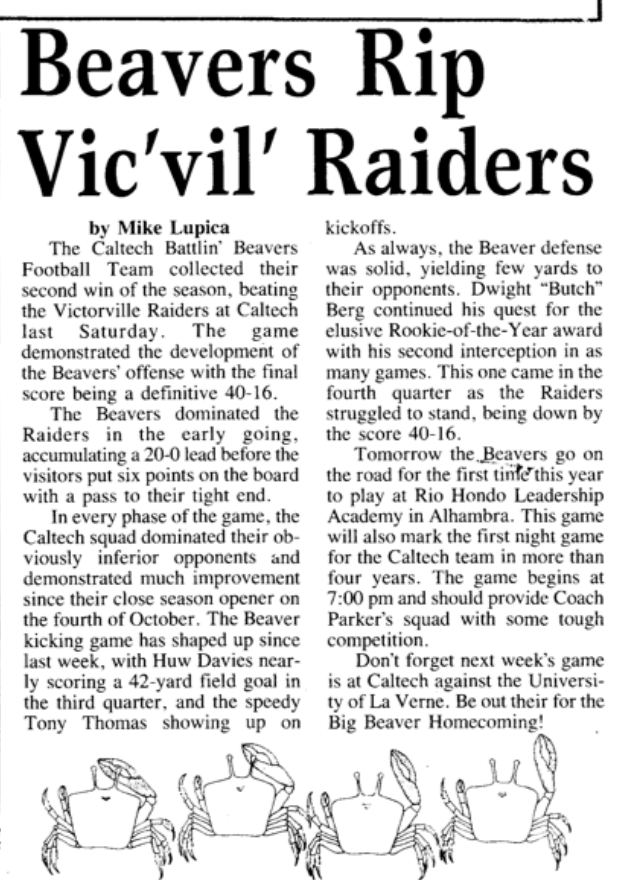 Beavers Rip
Vic'vil' Raiders
by Mike Lupica
The Caltech Battlin' Beavers
Football Team collected their
second win of the season, beating
the Victorville Raiders at Caltech
last Saturday. The game
demonstrated the development of
the Beavers' offense with the final
score being a definitive 40-16.
The Beavers dominated the
Raiders in the early going,
accumulating a 20-0 lead before the
visitors put six points on the board
with a pass to their tight end.
In every phase of the game, the
Caltech squad dominated their ob-
viously inferior opponents and
demonstrated much improvement
since their close season opener on
the fourth of October. The Beaver
kicking game has shaped up since
last week, with Huw Davies near-
ly scoring a 42-yard field goal in
the third quarter, and the speedy
Tony Thomas showing up on
kickoffs.
As always, the Beaver defense
was solid, yielding few yards to
their opponents. Dwight “Butch”
Berg continued his quest for the
elusive Rookie-of-the-Year award
with his second interception in as
many games. This one came in the
fourth quarter as the Raiders
struggled to stand, being down by
the score 40-16.
Tomorrow the Beavers go on
the road for the first time this year
to play at Rio Hondo Leadership
Academy in Alhambra. This game
will also mark the first night game
for the Caltech team in more than
four years. The game begins at
7:00 pm and should provide Coach
Parker's squad with some tough
competition.
Don't forget next week's game
is at Caltech against the Universi-
ty of La Verne. Be out their for the
Big Beaver Homecoming!